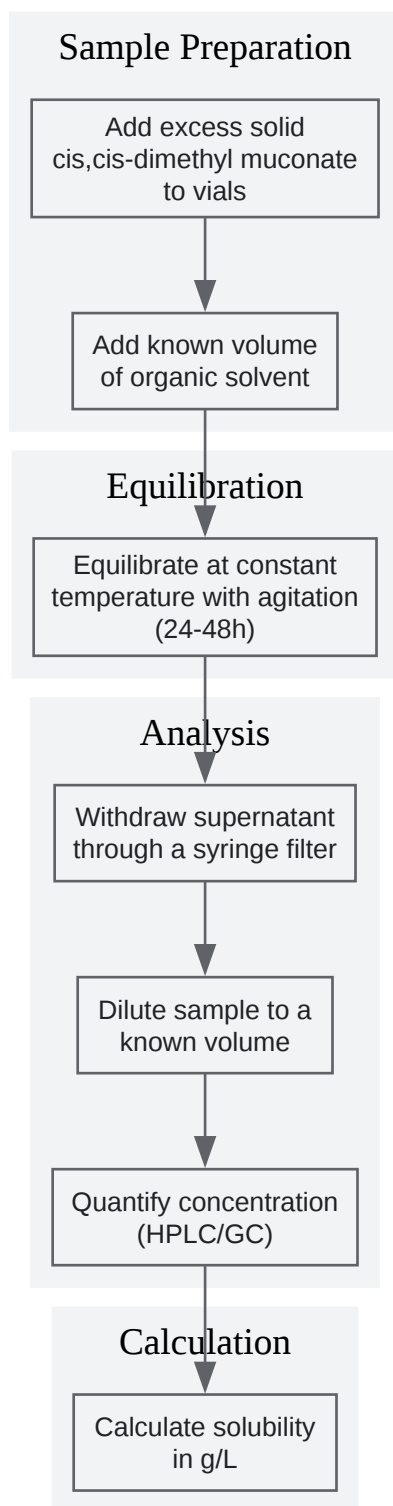 Sample Preparation
Add excess solid
cis,cis-dimethyl muconate
to vials
Add known volume
of organic solvent
Equilibration
Equilibrate at constant
temperature with agitation
(24-48h)
Analysis
Withdraw supernatant
through a syringe filter
Dilute sample to a
known volume
Quantify concentration
(HPLC/GC)
Calculation
Calculate solubility
in g/L